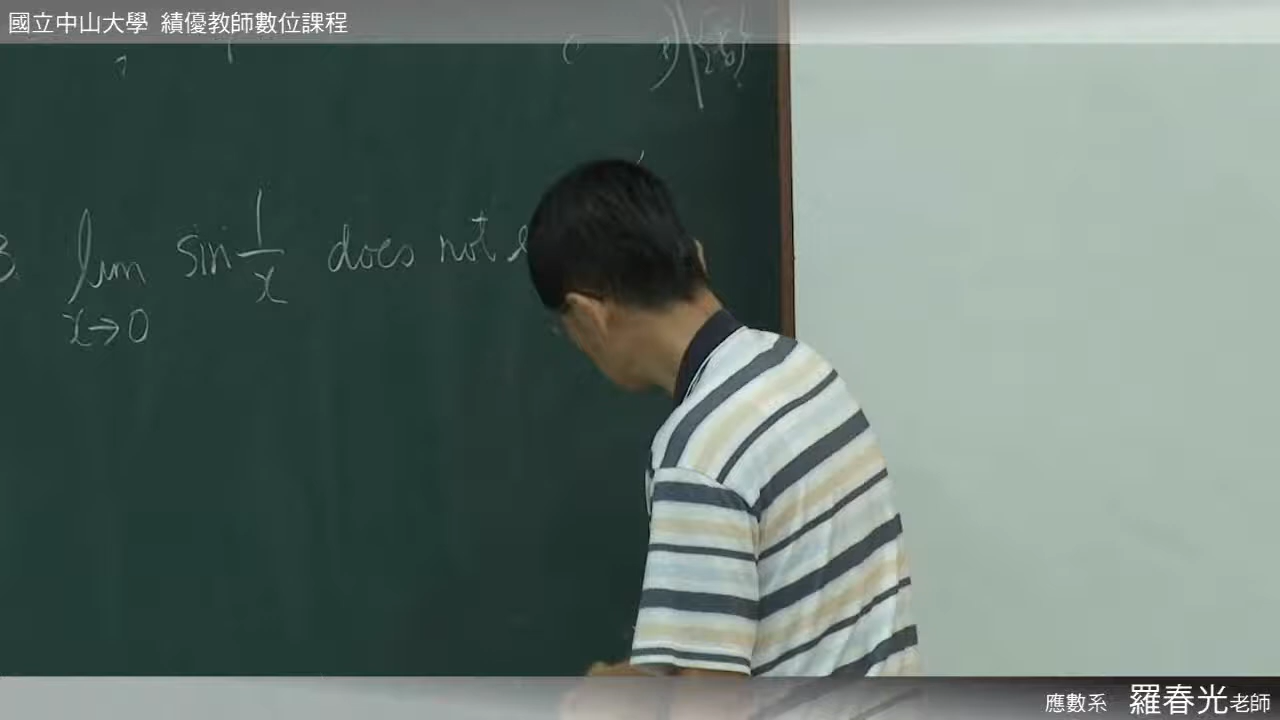 國立中山大學 績優教師數位課程
3. lim sin 1/x does not
x→0
應數系 羅春光老師